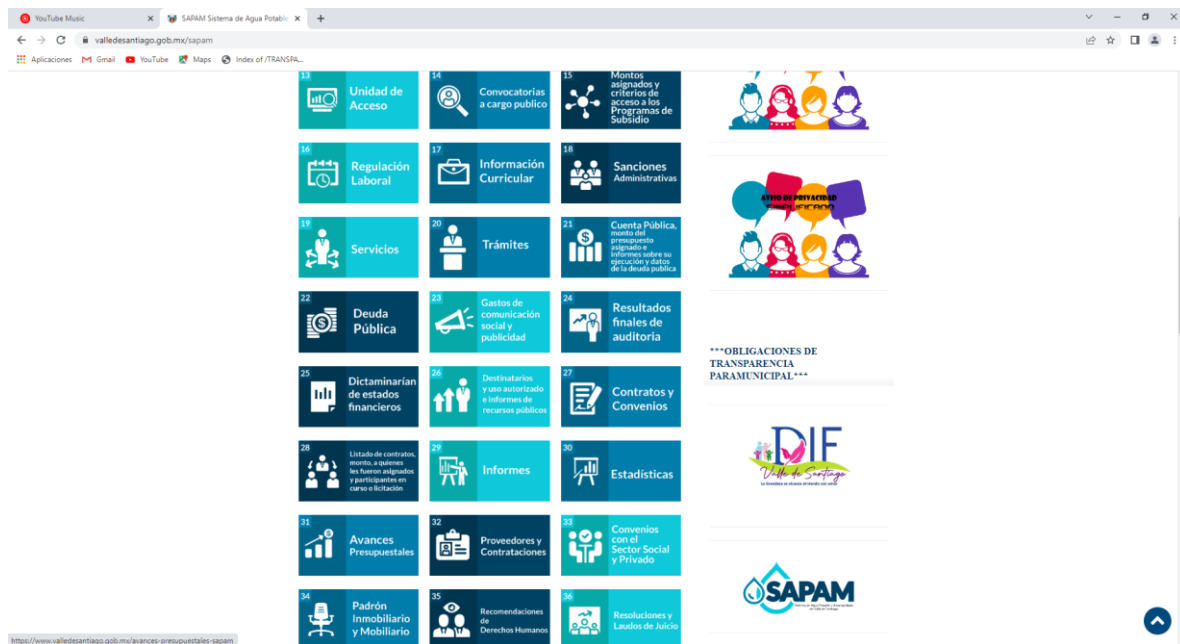 YouTube Music
SAPAM Sistema de Agua Potable
valledesantiago.gob.mx/sapam
Aplicaciones
Gmail
YouTube
Maps
Index of /TRANSPA...
13
Unidad de
Acceso
14
Convocatorias
a cargo publico
15
Montos
asignados y
criterios de
acceso a los
Programas de
Subsidio
16
Regulación
Laboral
17
Información
Curricular
18
Sanciones
Administrativas
AVISO DE PRIVACIDAD
SIMPLIFICADO
19
Servicios
20
Trámites
21
Cuenta Pública,
monto del
presupuesto
asignado e
informes sobre su
ejecución y datos
de la deuda publica
22
Deuda
Pública
23
Gastos de
comunicación
social y
publicidad
24
Resultados
finales de
auditoria
***OBLIGACIONES DE
TRANSPARENCIA
PARAMUNICIPAL***
25
Dictaminarían
de estados
financieros
26
Destinatarios
y uso autorizado
e informes de
recursos públicos
27
Contratos y
Convenios
DIF
Valle de Santiago
28
Listado de contratos,
monto, a quienes
les fueron asignados
y participantes en
curso o licitación
29
Informes
30
Estadísticas
31
Avances
Presupuestales
32
Proveedores y
Contrataciones
33
Convenios
con el
Sector Social
y Privado
SAPAM
34
Padrón
Inmobiliario
y Mobiliario
35
Recomendaciones
de
Derechos Humanos
36
Resoluciones y
Laudos de Juicio
https://www.valledesantiago.gob.mx/avances-presupuestales-sapam